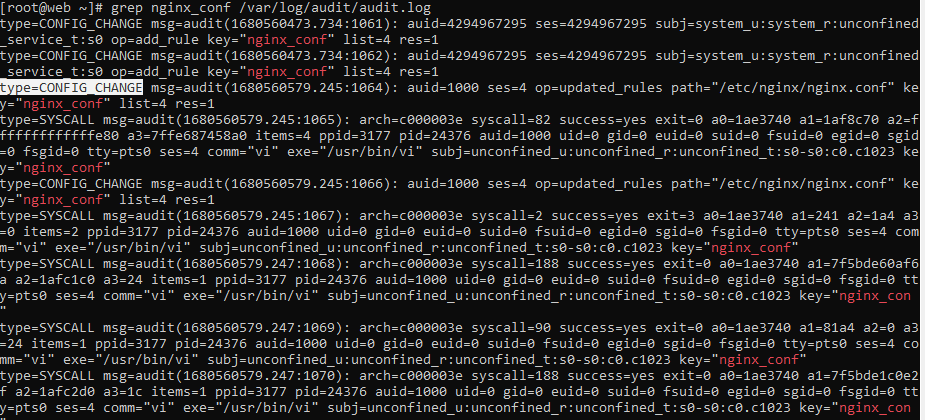 [root@web ~]# grep nginx_conf /var/log/audit/audit.log
type=CONFIG_CHANGE msg=audit(1680560473.734:1061): auid=4294967295 ses=4294967295 subj=system_u:system_r:unconfined
_service_t:s0 op=add_rule key="nginx_conf" list=4 res=1
type=CONFIG_CHANGE msg=audit(1680560473.734:1062): auid=4294967295 ses=4294967295 subj=system_u:system_r:unconfined
_service_t:s0 op=add_rule key="nginx_conf" list=4 res=1
type=CONFIG_CHANGE msg=audit(1680560579.245:1064): auid=1000 ses=4 op=updated_rules path="/etc/nginx/nginx.conf" ke
y="nginx_conf" list=4 res=1
type=SYSCALL msg=audit(1680560579.245:1065): arch=c000003e syscall=82 success=yes exit=0 a0=1ae3740 a1=1af8c70 a2=f
ffffffffffffe80 a3=7ffe687458a0 items=4 ppid=3177 pid=24376 auid=1000 uid=0 gid=0 euid=0 suid=0 fsuid=0 egid=0 sgid
=0 fsgid=0 tty=pts0 ses=4 comm="vi" exe="/usr/bin/vi" subj=unconfined_u:unconfined_r:unconfined_t:s0-s0:c0.c1023 ke
y="nginx_conf"
type=CONFIG_CHANGE msg=audit(1680560579.245:1066): auid=1000 ses=4 op=updated_rules path="/etc/nginx/nginx.conf" ke
y="nginx_conf" list=4 res=1
type=SYSCALL msg=audit(1680560579.245:1067): arch=c000003e syscall=2 success=yes exit=3 a0=1ae3740 a1=241 a2=1a4 a3
=0 items=2 ppid=3177 pid=24376 auid=1000 uid=0 gid=0 euid=0 suid=0 fsuid=0 egid=0 sgid=0 fsgid=0 tty=pts0 ses=4 com
m="vi" exe="/usr/bin/vi" subj=unconfined_u:unconfined_r:unconfined_t:s0-s0:c0.c1023 key="nginx_conf"
type=SYSCALL msg=audit(1680560579.247:1068): arch=c000003e syscall=188 success=yes exit=0 a0=1ae3740 a1=7f5bde60af6
a a2=1afc1c0 a3=24 items=1 ppid=3177 pid=24376 auid=1000 uid=0 gid=0 euid=0 suid=0 fsuid=0 egid=0 sgid=0 fsgid=0 tt
y=pts0 ses=4 comm="vi" exe="/usr/bin/vi" subj=unconfined_u:unconfined_r:unconfined_t:s0-s0:c0.c1023 key="nginx_con
"
type=SYSCALL msg=audit(1680560579.247:1069): arch=c000003e syscall=90 success=yes exit=0 a0=1ae3740 a1=81a4 a2=0 a3
=24 items=1 ppid=3177 pid=24376 auid=1000 uid=0 gid=0 euid=0 suid=0 fsuid=0 egid=0 sgid=0 fsgid=0 tty=pts0 ses=4 co
mm="vi" exe="/usr/bin/vi" subj=unconfined_u:unconfined_r:unconfined_t:s0-s0:c0.c1023 key="nginx_conf"
type=SYSCALL msg=audit(1680560579.247:1070): arch=c000003e syscall=188 success=yes exit=0 a0=1ae3740 a1=7f5bde1c0e2
f a2=1afc2d0 a3=1c items=1 ppid=3177 pid=24376 auid=1000 uid=0 gid=0 euid=0 suid=0 fsuid=0 egid=0 sgid=0 fsgid=0 tt
y=pts0 ses=4 comm="vi" exe="/usr/bin/vi" subj=unconfined_u:unconfined_r:unconfined_t:s0-s0:c0.c1023 key="nginx_conf